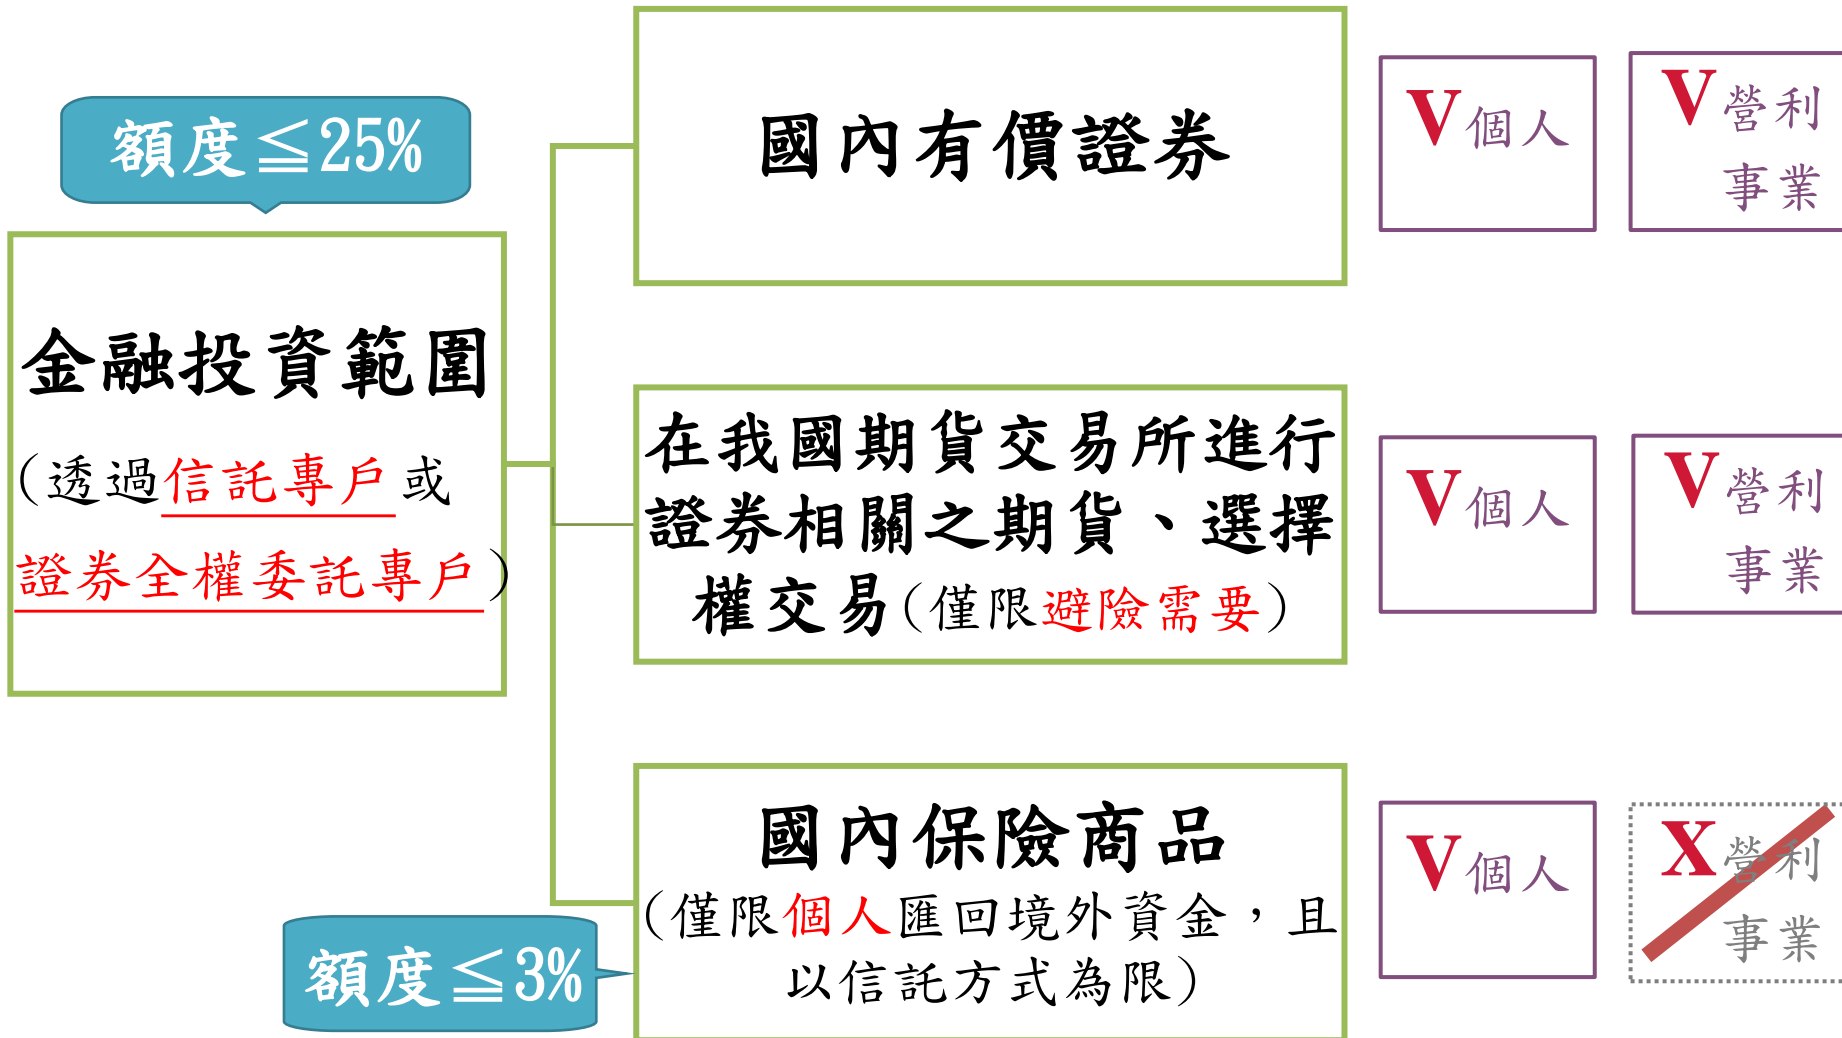 額度≦25%
金融投資範圍
(透過信託專戶或
證券全權委託專戶)
國內有價證券
V個人
V營利
事業
在我國期貨交易所進行
證券相關之期貨、選擇
權交易(僅限避險需要)
V個人
V營利
事業
額度≦3%
國內保險商品
(僅限個人匯回境外資金，且
以信託方式為限)
V個人
X營利
事業